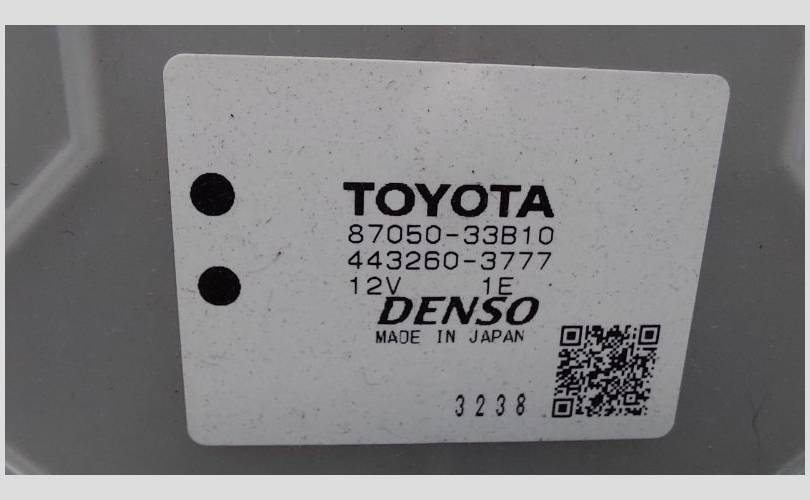 TOYOTA
87050-33B10
443260-3777
12V 1E
DENSO
MADE IN JAPAN
3238